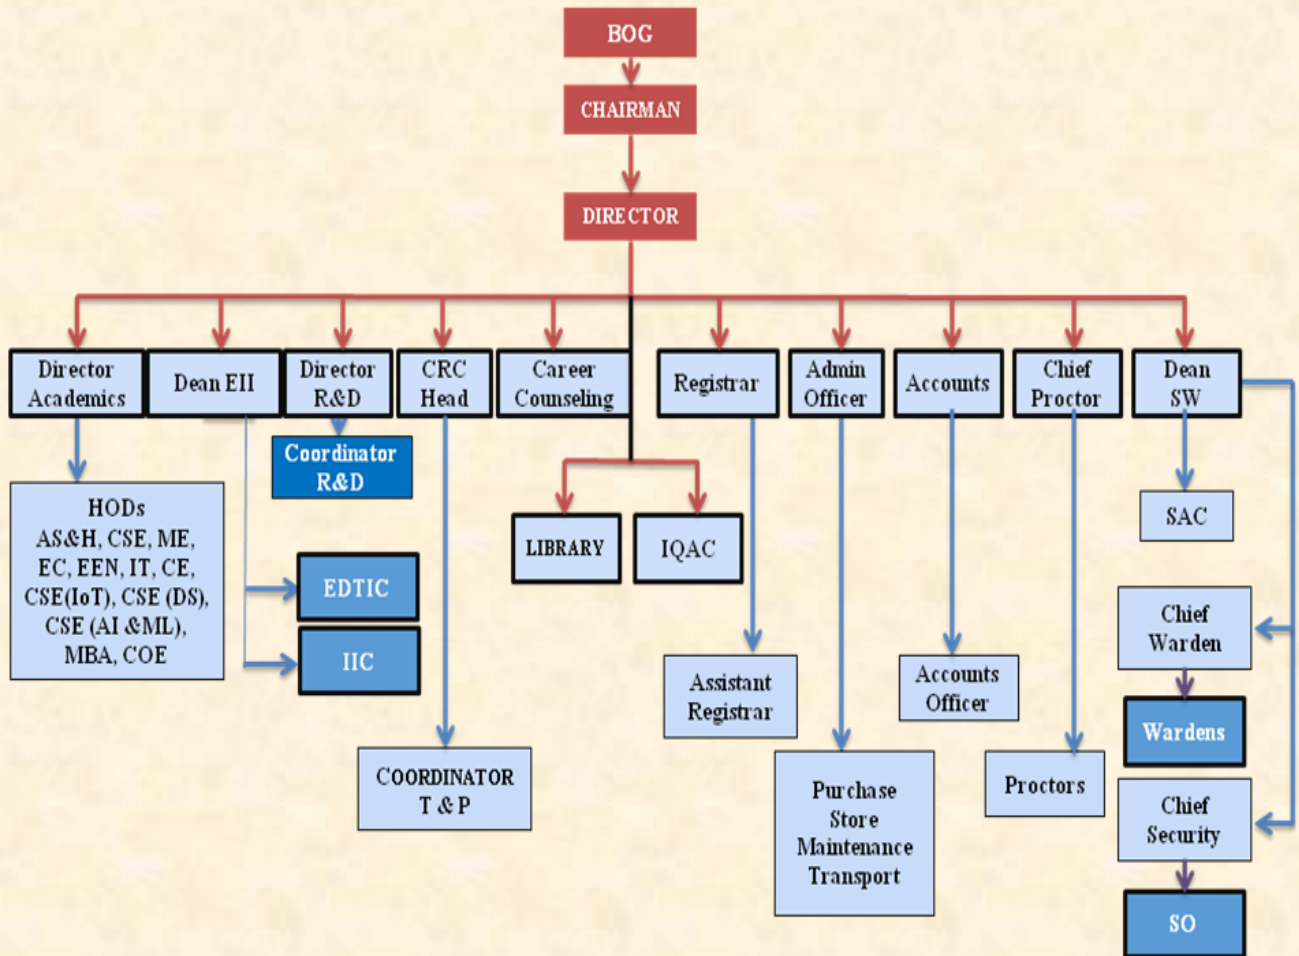 BOG
CHAIRMAN
DIRECTOR
Director
Academics
Dean EII
Director
R&D
CRC
Head
Career
Counseling
Registrar
Admin
Officer
Accounts
Chief
Proctor
Dean
SW
Coordinator
R&D
HODs
AS&H, CSE, ME,
EC, EEN, IT, CE,
CSE(IoT), CSE (DS),
CSE (AI &ML),
MBA, COE
LIBRARY
IQAC
SAC
EDTIC
IIC
Chief
Warden
Assistant
Registrar
Accounts
Officer
Wardens
COORDINATOR
T & P
Purchase
Store
Maintenance
Transport
Proctors
Chief
Security
SO